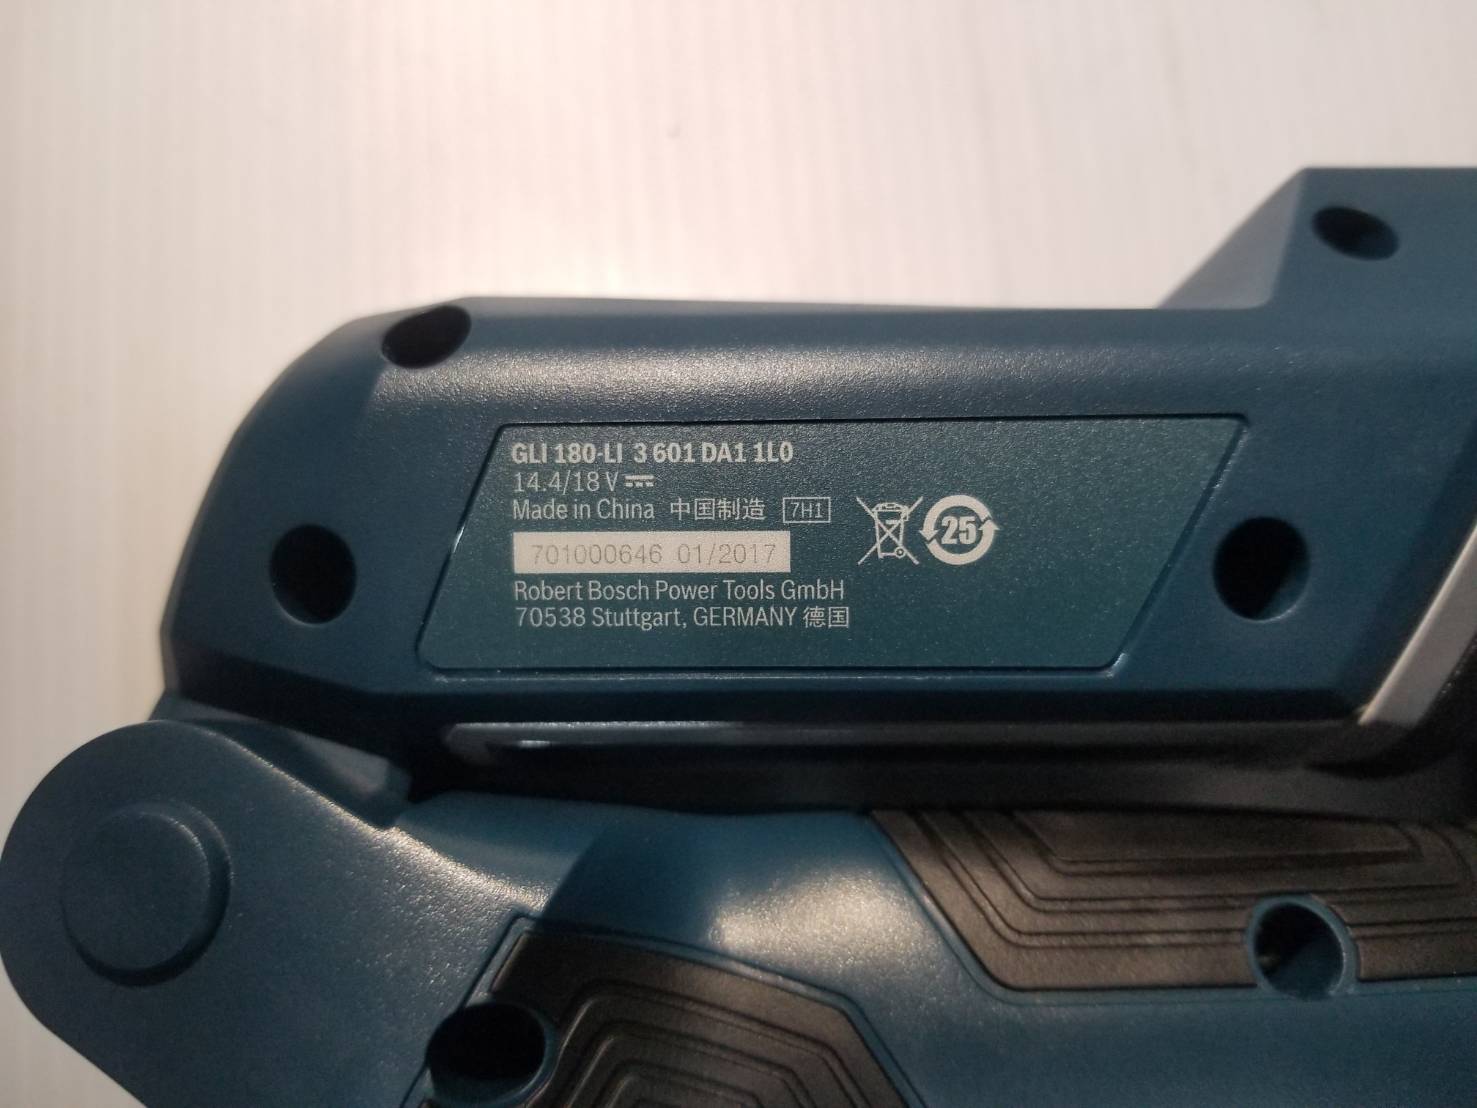 GLI 180-LI 3 601 DA1 1L0
14.4/18 V
Made in China 中国制造 7H1
25
701000646 01/2017
Robert Bosch Power Tools GmbH
70538 Stuttgart, GERMANY 德国